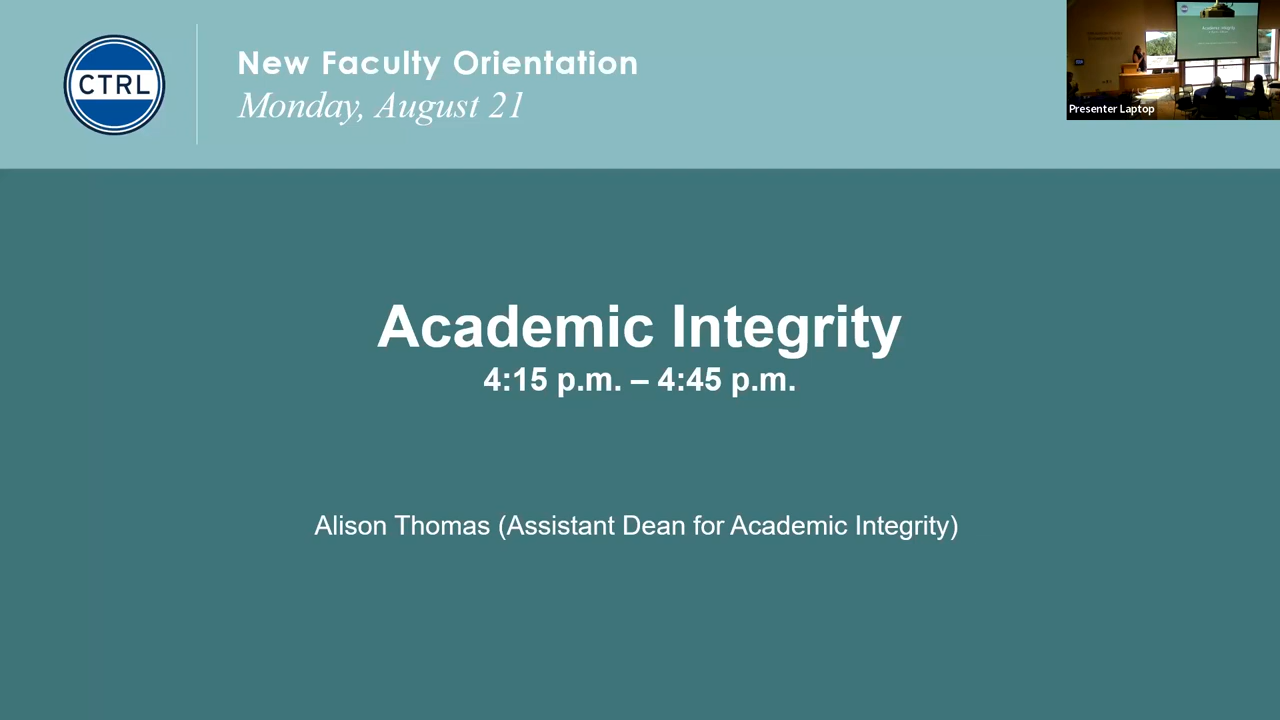 CTRL
New Faculty Orientation
Monday, August 21
Presenter Laptop
Academic Integrity
4:15 p.m. – 4:45 p.m.
Alison Thomas (Assistant Dean for Academic Integrity)